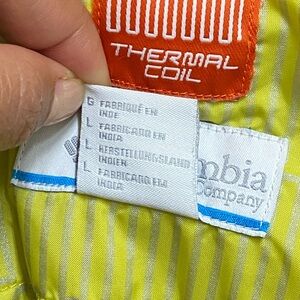 THERMAL
COIL
G FABRIQUÉ EN
INDE
L FABRICADO EN
INDIA
L HERSTELLUNGSLAND
INDIEN
L FABRICADO EM
INDIA
mbia
Company